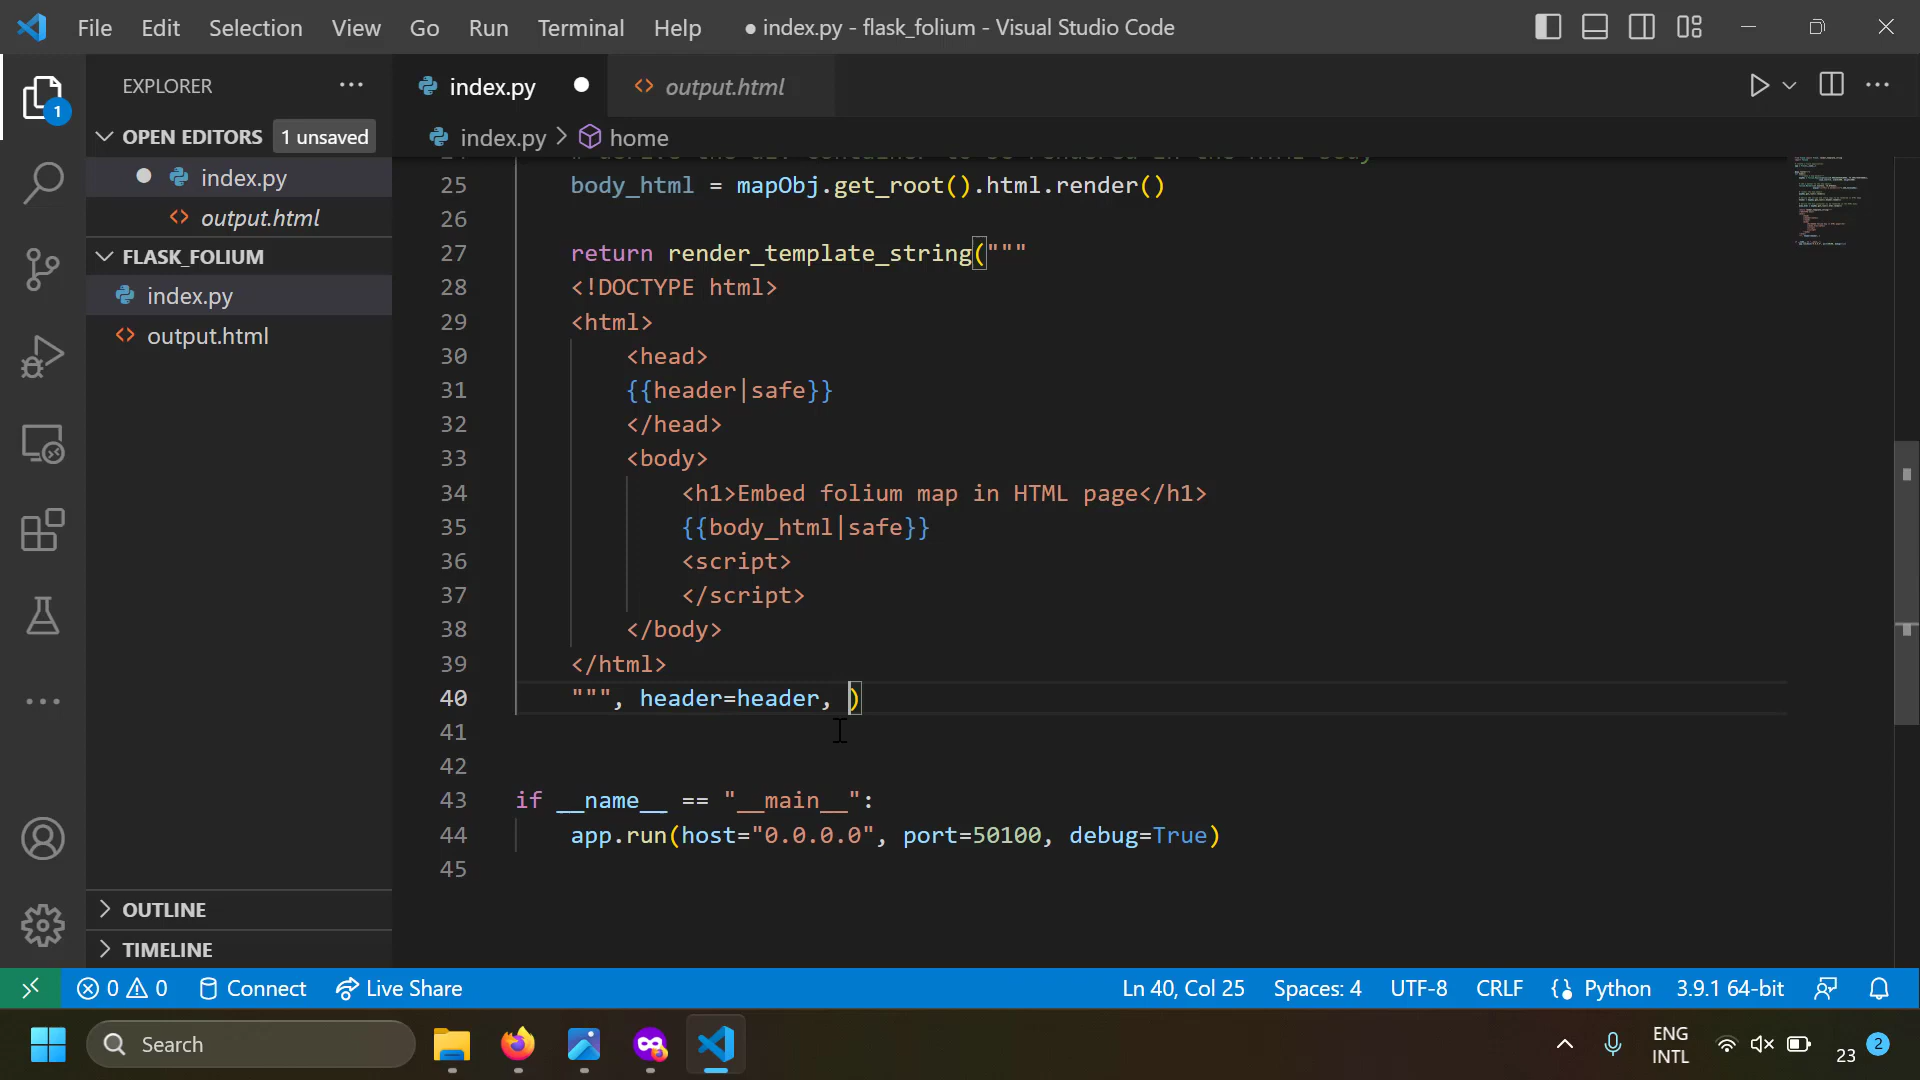 File Edit Selection View Go Run Terminal Help ● index.py - flask_folium - Visual Studio Code
EXPLORER ... index.py output.html
OPEN EDITORS 1 unsaved index.py > home
index.py
output.html
FLASK_FOLIUM
index.py
output.html
25 body_html = mapObj.get_root().html.render()
26
27 return render_template_string("""
28 <!DOCTYPE html>
29 <html>
30 <head>
31 {{header|safe}}
32 </head>
33 <body>
34 <h1>Embed folium map in HTML page</h1>
35 {{body_html|safe}}
36 <script>
37 </script>
38 </body>
39 </html>
40 """, header=header, )
41
42
43 if __name__ == "__main__":
44 app.run(host="0.0.0.0", port=50100, debug=True)
45
OUTLINE
TIMELINE
0 0 Connect Live Share Ln 40, Col 25 Spaces: 4 UTF-8 CRLF Python 3.9.1 64-bit
Search ENG INTL 23 2
1